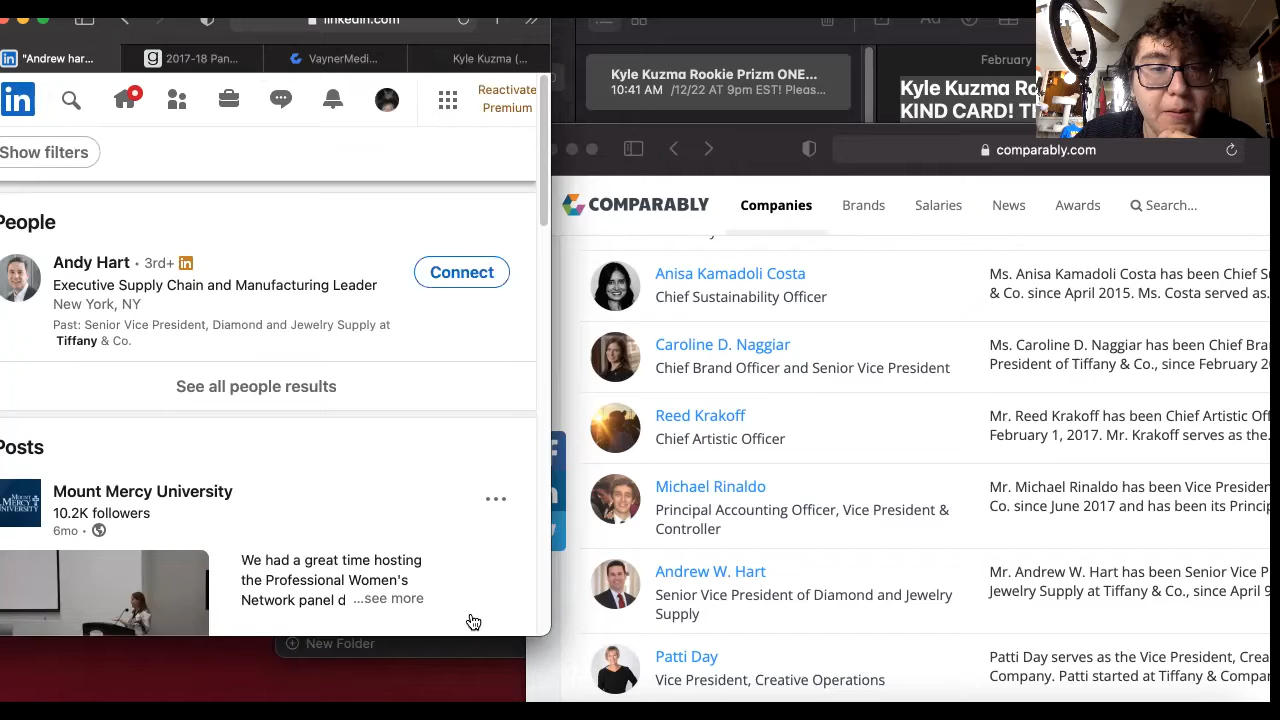 linkedin.com
"Andrew har...
2017-18 Pan...
VaynerMedi...
Kyle Kuzma (...
Reactivate
Premium
Show filters
People
Andy Hart • 3rd+
Executive Supply Chain and Manufacturing Leader
New York, NY
Past: Senior Vice President, Diamond and Jewelry Supply at
Tiffany & Co.
Connect
See all people results
Posts
Mount Mercy University
10.2K followers
6mo •
We had a great time hosting
the Professional Women's
Network panel d ...see more
MOUNT
MERCY
UNIVERSITY
New Folder
Kyle Kuzma Rookie Prizm ONE...
10:41 AM /12/22 AT 9pm EST! Pleas...
February
Kyle Kuzma Ro
KIND CARD! T
comparably.com
COMPARABLY
Companies
Brands
Salaries
News
Awards
Search...
Anisa Kamadoli Costa
Chief Sustainability Officer
Ms. Anisa Kamadoli Costa has been Chief S
& Co. since April 2015. Ms. Costa served as.
Caroline D. Naggiar
Chief Brand Officer and Senior Vice President
Ms. Caroline D. Naggiar has been Chief Bra
President of Tiffany & Co., since February 2
Reed Krakoff
Chief Artistic Officer
Mr. Reed Krakoff has been Chief Artistic Off
February 1, 2017. Mr. Krakoff serves as the.
Michael Rinaldo
Principal Accounting Officer, Vice President &
Controller
Mr. Michael Rinaldo has been Vice Presiden
Co. since June 2017 and has been its Princip
Andrew W. Hart
Senior Vice President of Diamond and Jewelry
Supply
Mr. Andrew W. Hart has been Senior Vice P
Jewelry Supply at Tiffany & Co., since April 9
Patti Day
Vice President, Creative Operations
Patti Day serves as the Vice President, Crea
Company. Patti started at Tiffany & Compan